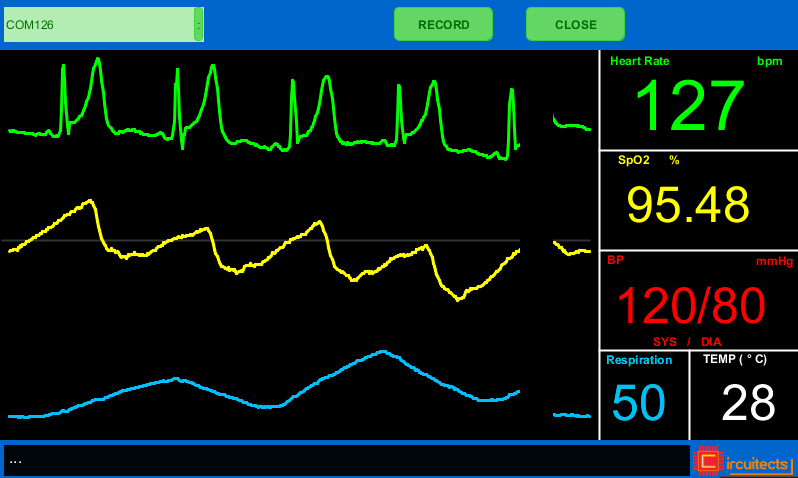 COM126 :
RECORD CLOSE
Heart Rate bpm
127
SpO2 %
95.48
BP mmHg
120/80
SYS / DIA
Respiration TEMP ( ° C)
50 28
...
Circuitects